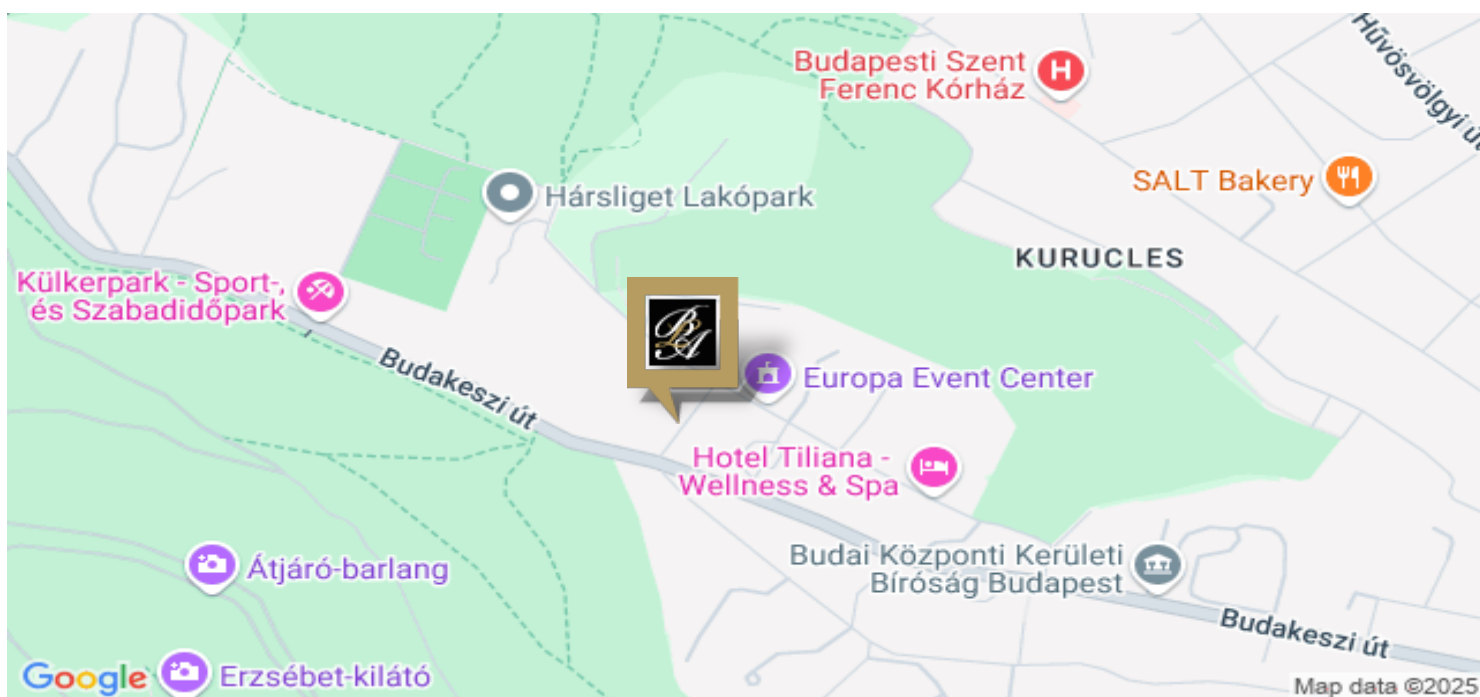 Hűvösvölgyi út
Budapesti Szent
Ferenc Kórház
H
SALT Bakery
Hársliget Lakópark
KURUCLES
Külkerpark - Sport-,
és Szabadidőpark
BLA
Budakeszi út
Europa Event Center
Hotel Tiliana -
Wellness & Spa
Budai Központi Kerületi
Bíróság Budapest
Átjáró-barlang
Budakeszi út
Erzsébet-kilátó
Google
Map data ©2025